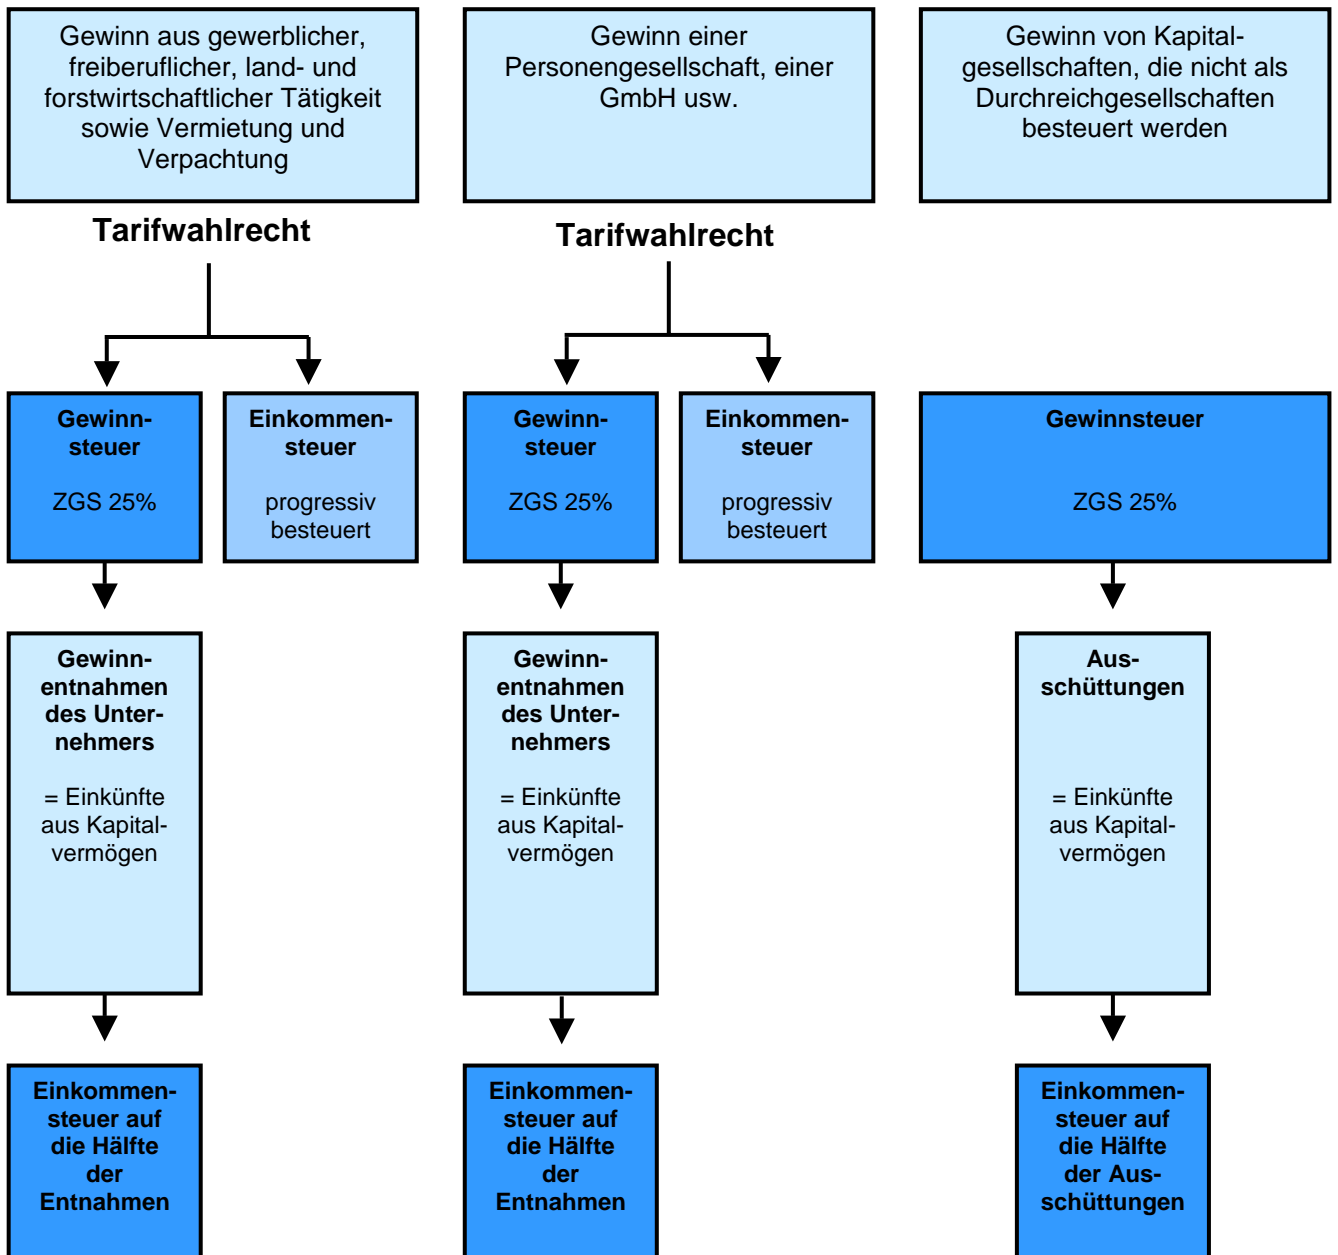 Gewinn aus gewerblicher,
freiberuflicher, land- und
forstwirtschaftlicher Tätigkeit
sowie Vermietung und
Verpachtung
Gewinn einer
Personengesellschaft, einer
GmbH usw.
Gewinn von Kapital-
gesellschaften, die nicht als
Durchreichgesellschaften
besteuert werden
Tarifwahlrecht
Tarifwahlrecht
Gewinn-
steuer
ZGS 25%
Einkommen-
steuer
progressiv
besteuert
Gewinn-
steuer
ZGS 25%
Einkommen-
steuer
progressiv
besteuert
Gewinnsteuer
ZGS 25%
Gewinn-
entnahmen
des Unter-
nehmers
= Einkünfte
aus Kapital-
vermögen
Gewinn-
entnahmen
des Unter-
nehmers
= Einkünfte
aus Kapital-
vermögen
Aus-
schüttungen
= Einkünfte
aus Kapital-
vermögen
Einkommen-
steuer auf
die Hälfte
der
Entnahmen
Einkommen-
steuer auf
die Hälfte
der
Entnahmen
Einkommen-
steuer auf
die Hälfte
der Aus-
schüttungen